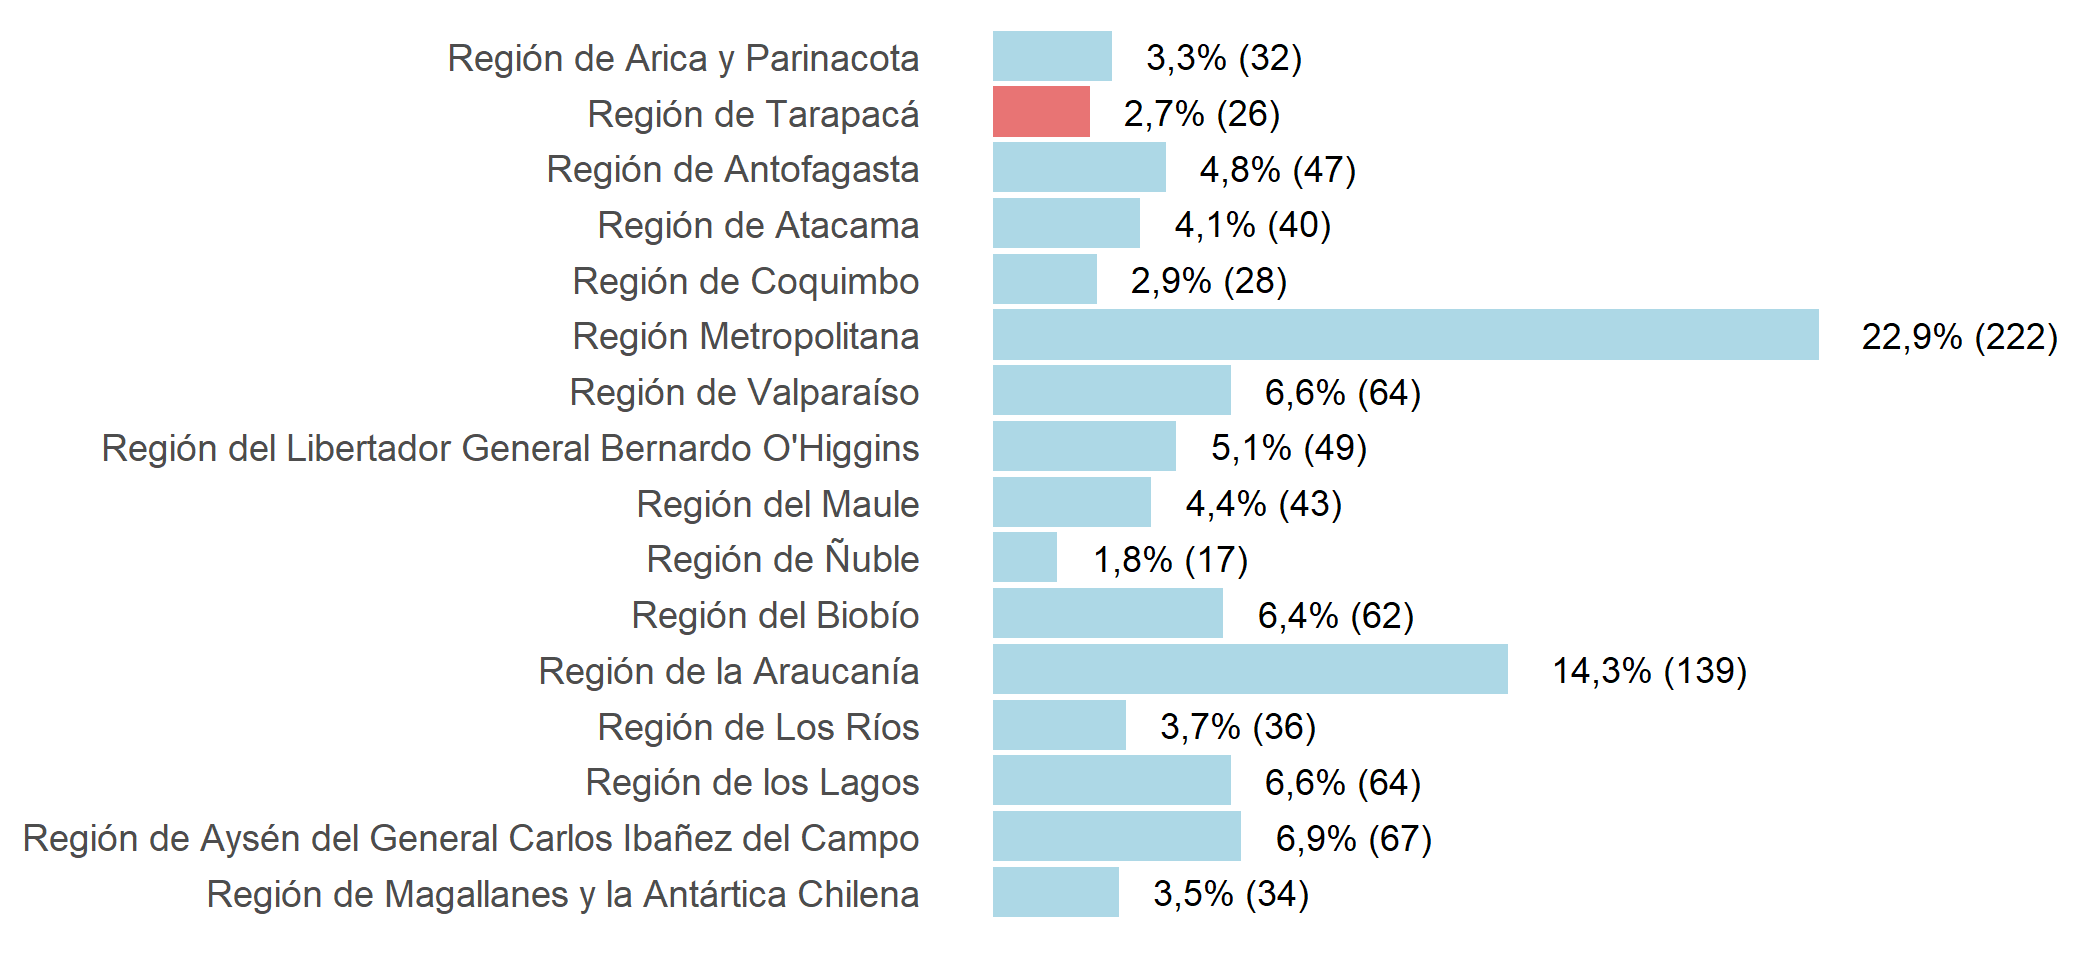 Región de Arica y Parinacota 3,3% (32)
Región de Tarapacá 2,7% (26)
Región de Antofagasta 4,8% (47)
Región de Atacama 4,1% (40)
Región de Coquimbo 2,9% (28)
Región Metropolitana 22,9% (222)
Región de Valparaíso 6,6% (64)
Región del Libertador General Bernardo O'Higgins 5,1% (49)
Región del Maule 4,4% (43)
Región de Ñuble 1,8% (17)
Región del Biobío 6,4% (62)
Región de la Araucanía 14,3% (139)
Región de Los Ríos 3,7% (36)
Región de los Lagos 6,6% (64)
Región de Aysén del General Carlos Ibañez del Campo 6,9% (67)
Región de Magallanes y la Antártica Chilena 3,5% (34)